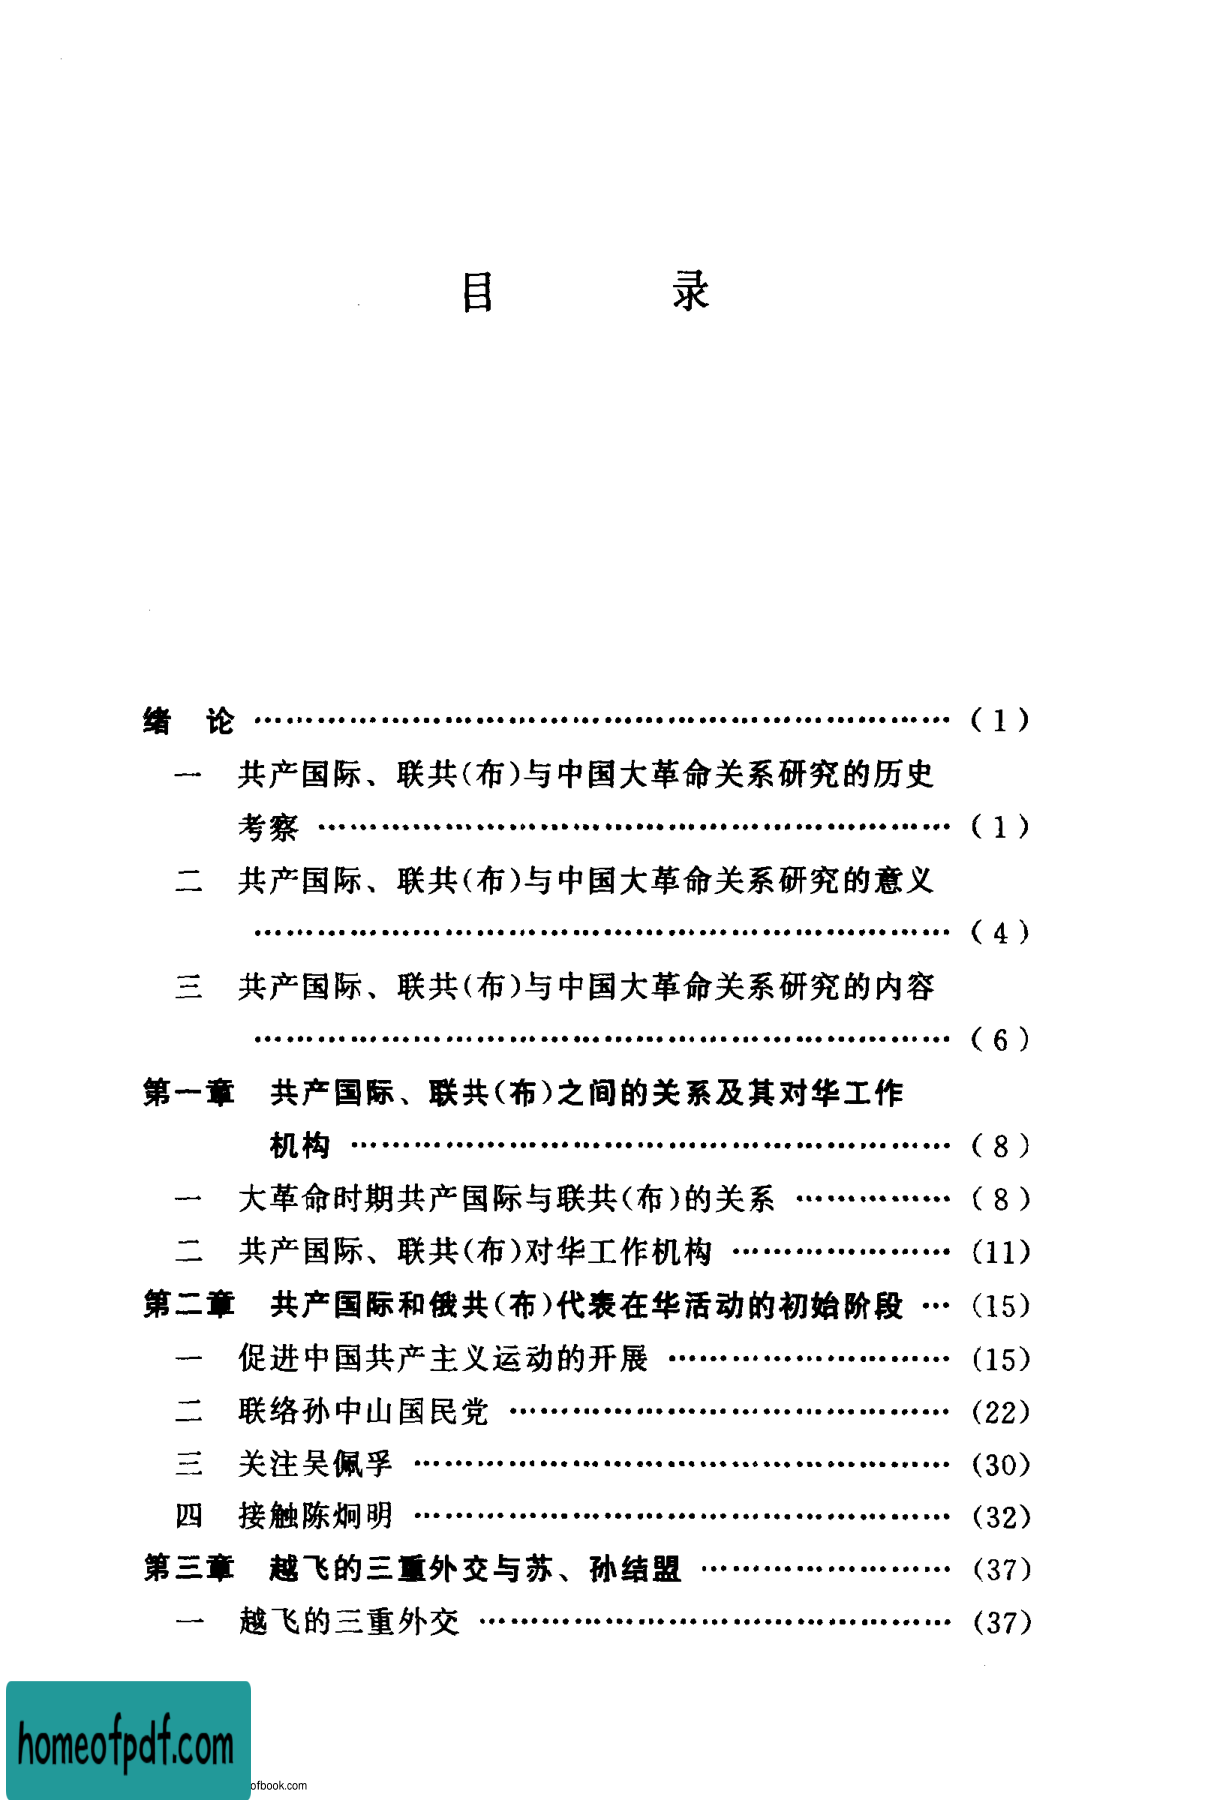 目 录
绪 论 …………………………………………………………… (1)
一 共产国际、联共(布)与中国大革命关系研究的历史
考察 ……………………………………………………… (1)
二 共产国际、联共(布)与中国大革命关系研究的意义
…………………………………………………………… (4)
三 共产国际、联共(布)与中国大革命关系研究的内容
…………………………………………………………… (6)
第一章 共产国际、联共(布)之间的关系及其对华工作
机构 …………………………………………………… (8)
一 大革命时期共产国际与联共(布)的关系 …………… (8)
二 共产国际、联共(布)对华工作机构 ………………… (11)
第二章 共产国际和俄共(布)代表在华活动的初始阶段 … (15)
一 促进中国共产主义运动的开展 ……………………… (15)
二 联络孙中山国民党 …………………………………… (22)
三 关注吴佩孚 …………………………………………… (30)
四 接触陈炯明 …………………………………………… (32)
第三章 越飞的三重外交与苏、孙结盟 …………………… (37)
一 越飞的三重外交 ……………………………………… (37)
homeofpdf.com
ofbook.com